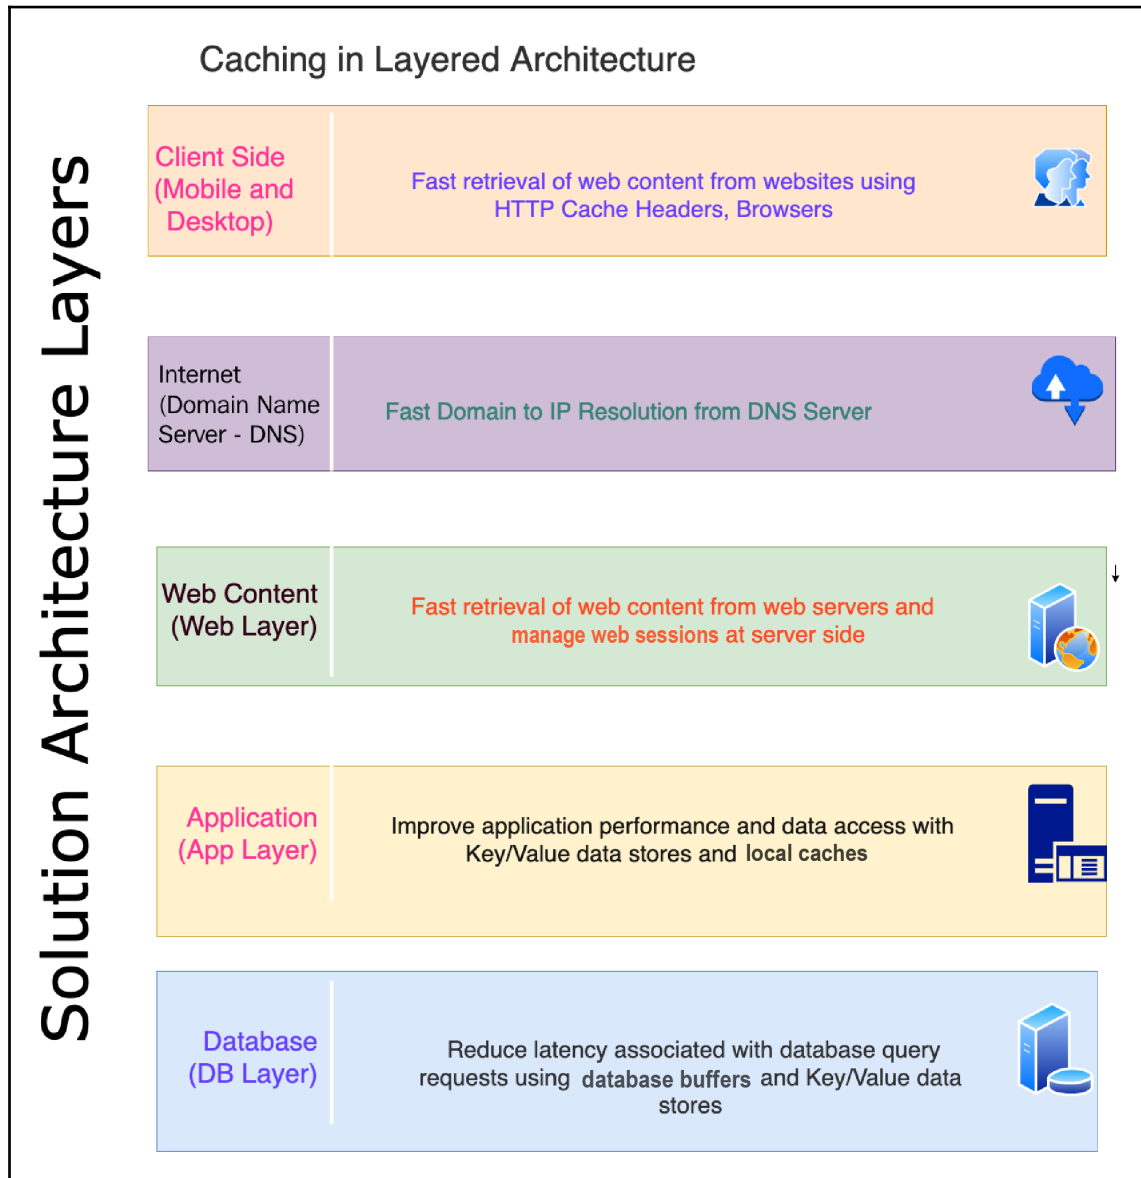 Caching in Layered Architecture
Solution Architecture Layers
Client Side
(Mobile and
Desktop)
Fast retrieval of web content from websites using
HTTP Cache Headers, Browsers
Internet
(Domain Name
Server - DNS)
Fast Domain to IP Resolution from DNS Server
Web Content
(Web Layer)
Fast retrieval of web content from web servers and
manage web sessions at server side
Application
(App Layer)
Improve application performance and data access with
Key/Value data stores and local caches
Database
(DB Layer)
Reduce latency associated with database query
requests using database buffers and Key/Value data
stores